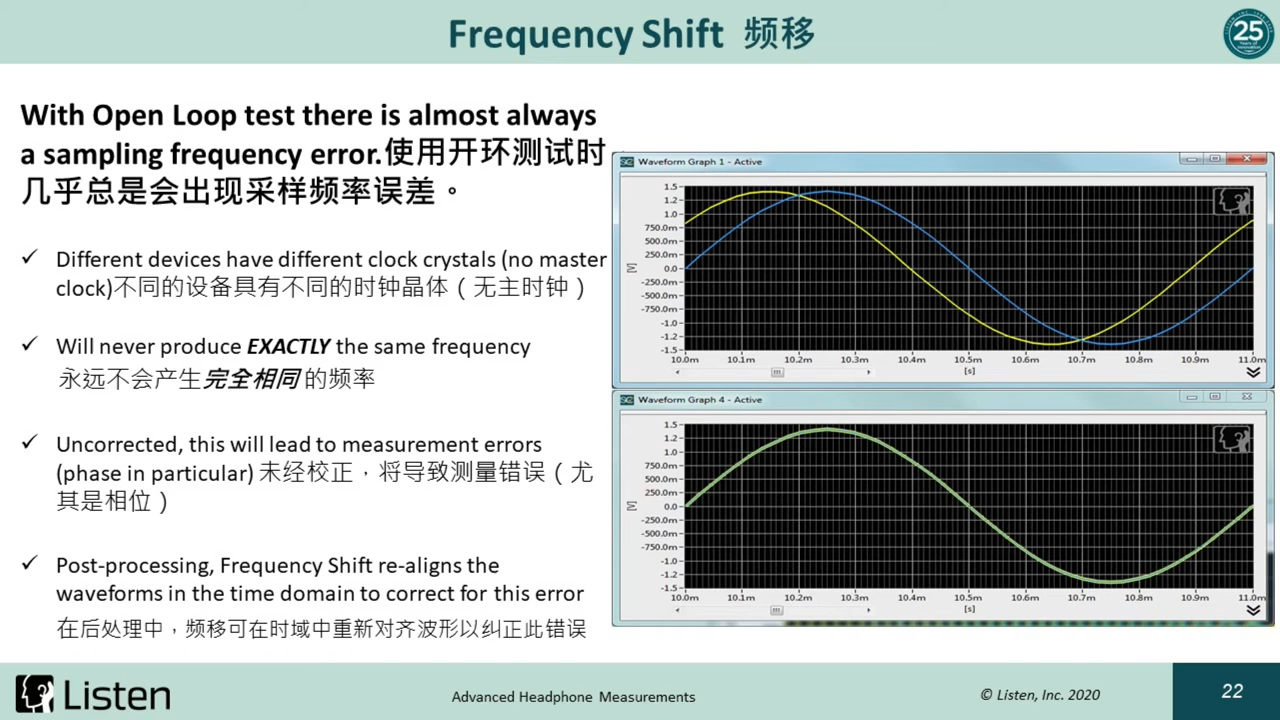 Frequency Shift 频移
25
With Open Loop test there is almost always
a sampling frequency error.使用开环测试时
几乎总是会出现采样频率误差。
✓ Different devices have different clock crystals (no master
clock)不同的设备具有不同的时钟晶体（无主时钟）
✓ Will never produce EXACTLY the same frequency
永远不会产生完全相同的频率
✓ Uncorrected, this will lead to measurement errors
(phase in particular) 未经校正，将导致测量错误（尤
其是相位）
✓ Post-processing, Frequency Shift re-aligns the
waveforms in the time domain to correct for this error
在后处理中，频移可在时域中重新对齐波形以纠正此错误
Waveform Graph 1 - Active
1.5
1.2
1.0
750.0m
500.0m
250.0m
0.0
-250.0m
-500.0m
-750.0m
-1.0
-1.2
-1.5
[V]
10.0m 10.1m 10.2m 10.3m 10.4m 10.5m 10.6m 10.7m 10.8m 10.9m 11.0m
[s]
Waveform Graph 4 - Active
1.5
1.2
1.0
750.0m
500.0m
250.0m
0.0
-250.0m
-500.0m
-750.0m
-1.0
-1.2
-1.5
[V]
10.0m 10.1m 10.2m 10.3m 10.4m 10.5m 10.6m 10.7m 10.8m 10.9m 11.0m
[s]
Listen
Advanced Headphone Measurements
© Listen, Inc. 2020
22